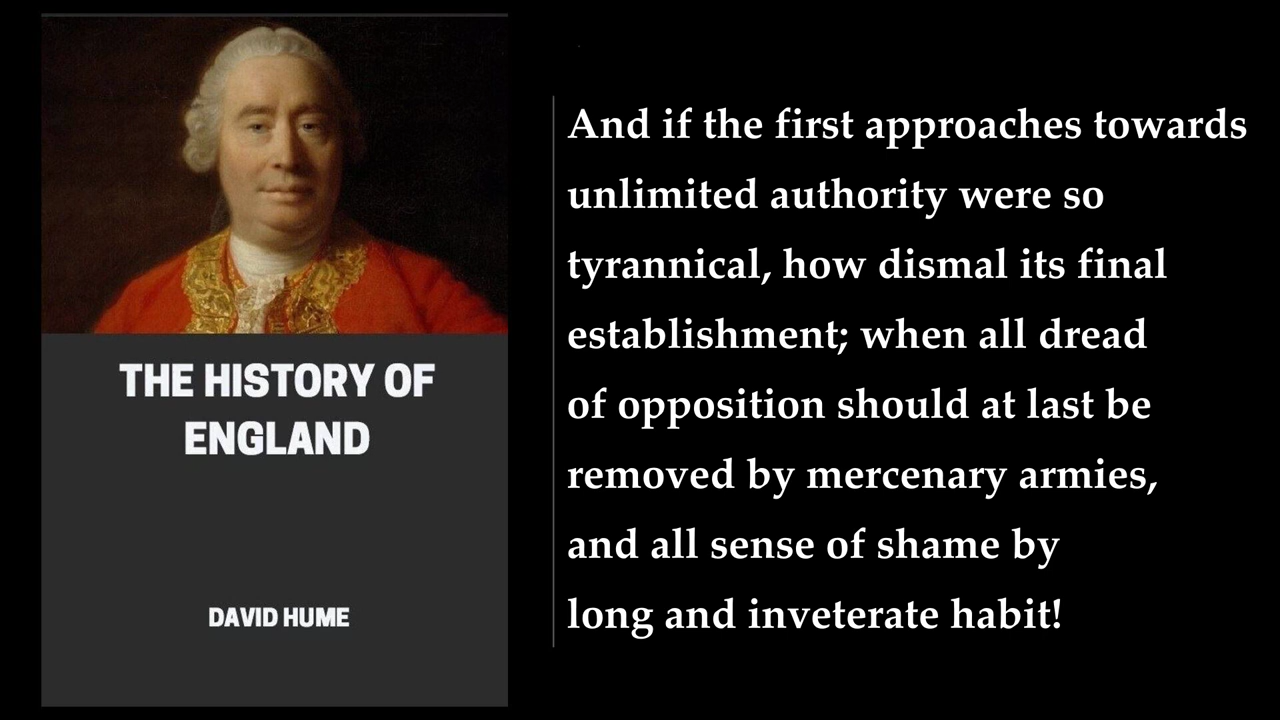 THE HISTORY OF
ENGLAND
DAVID HUME
And if the first approaches towards
unlimited authority were so
tyrannical, how dismal its final
establishment; when all dread
of opposition should at last be
removed by mercenary armies,
and all sense of shame by
long and inveterate habit!